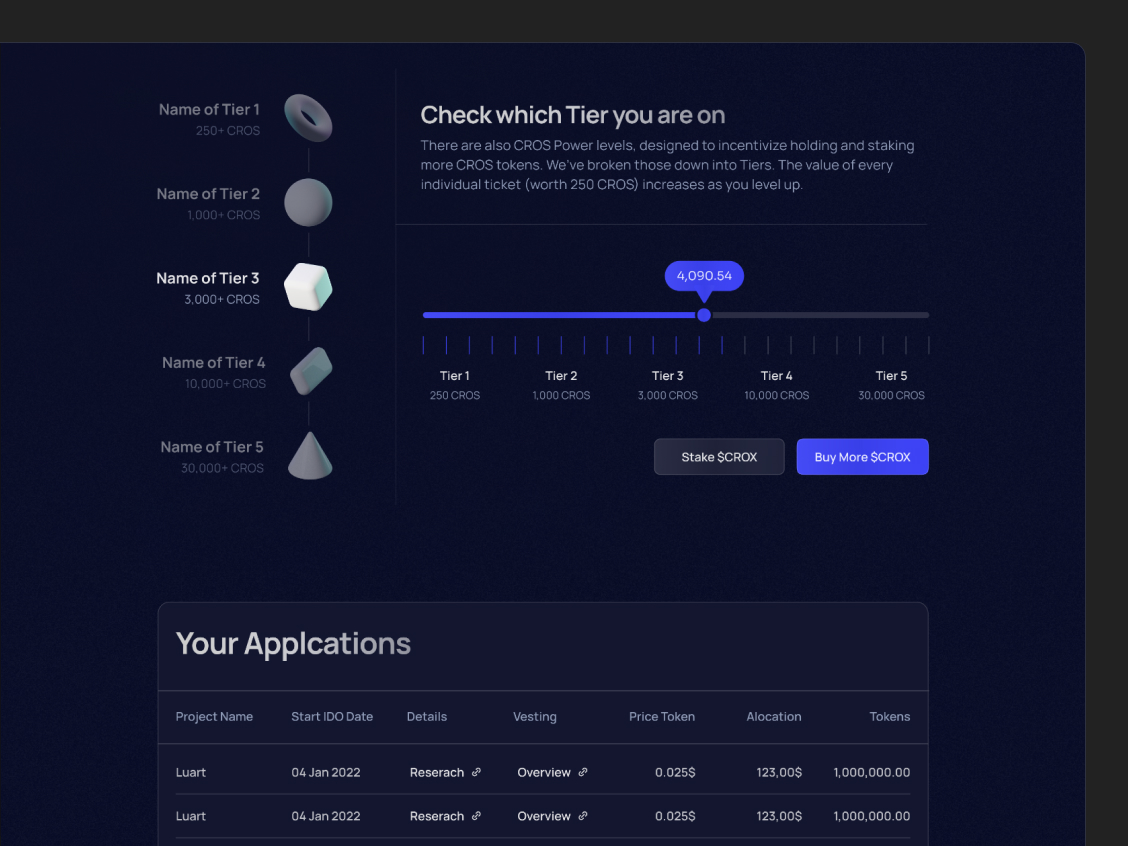 Name of Tier 1
250+ CROS
Name of Tier 2
1,000+ CROS
Name of Tier 3
3,000+ CROS
Name of Tier 4
10,000+ CROS
Name of Tier 5
30,000+ CROS
Check which Tier you are on
There are also CROS Power levels, designed to incentivize holding and staking
more CROS tokens. We've broken those down into Tiers. The value of every
individual ticket (worth 250 CROS) increases as you level up.
4,090.54
Tier 1 Tier 2 Tier 3 Tier 4 Tier 5
250 CROS 1,000 CROS 3,000 CROS 10,000 CROS 30,000 CROS
Stake $CROX Buy More $CROX
Your Applcations
Project Name Start IDO Date Details Vesting Price Token Alocation Tokens
Luart 04 Jan 2022 Reserach Overview 0.025$ 123,00$ 1,000,000.00
Luart 04 Jan 2022 Reserach Overview 0.025$ 123,00$ 1,000,000.00